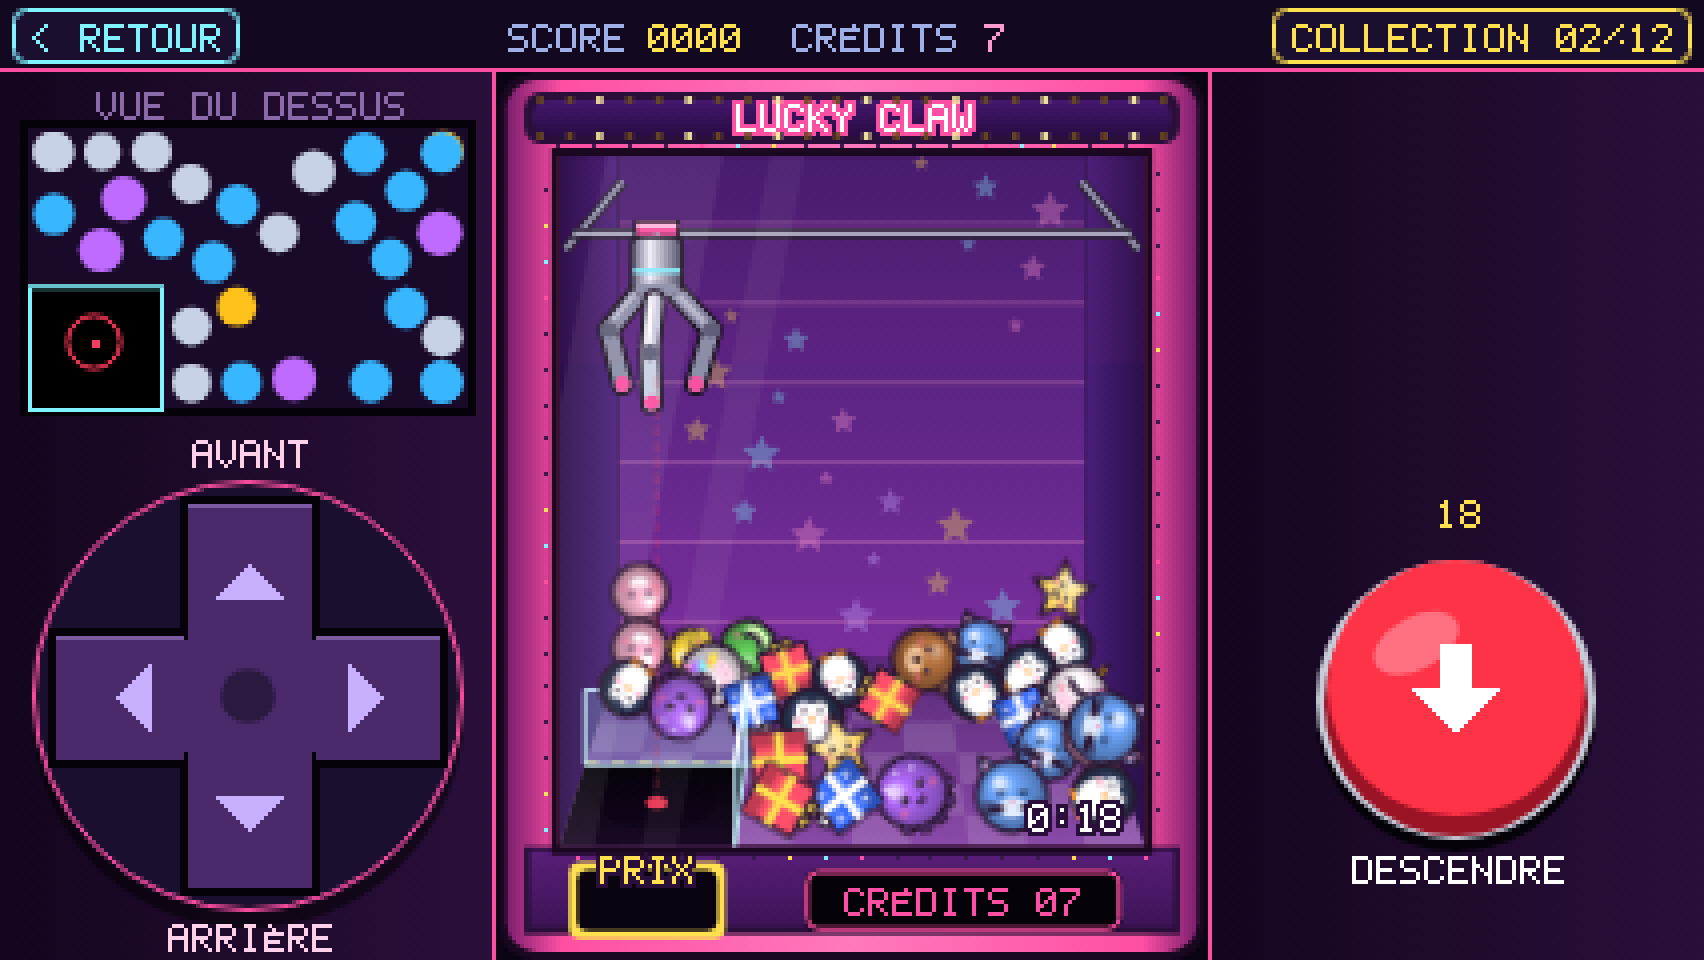 < RETOUR
SCORE 0000 CRÉDITS 7
COLLECTION 02/12
VUE DU DESSUS
LUCKY CLAW
AVANT
ARRIÈRE
0:18
PRIX
CRÉDITS 07
18
DESCENDRE